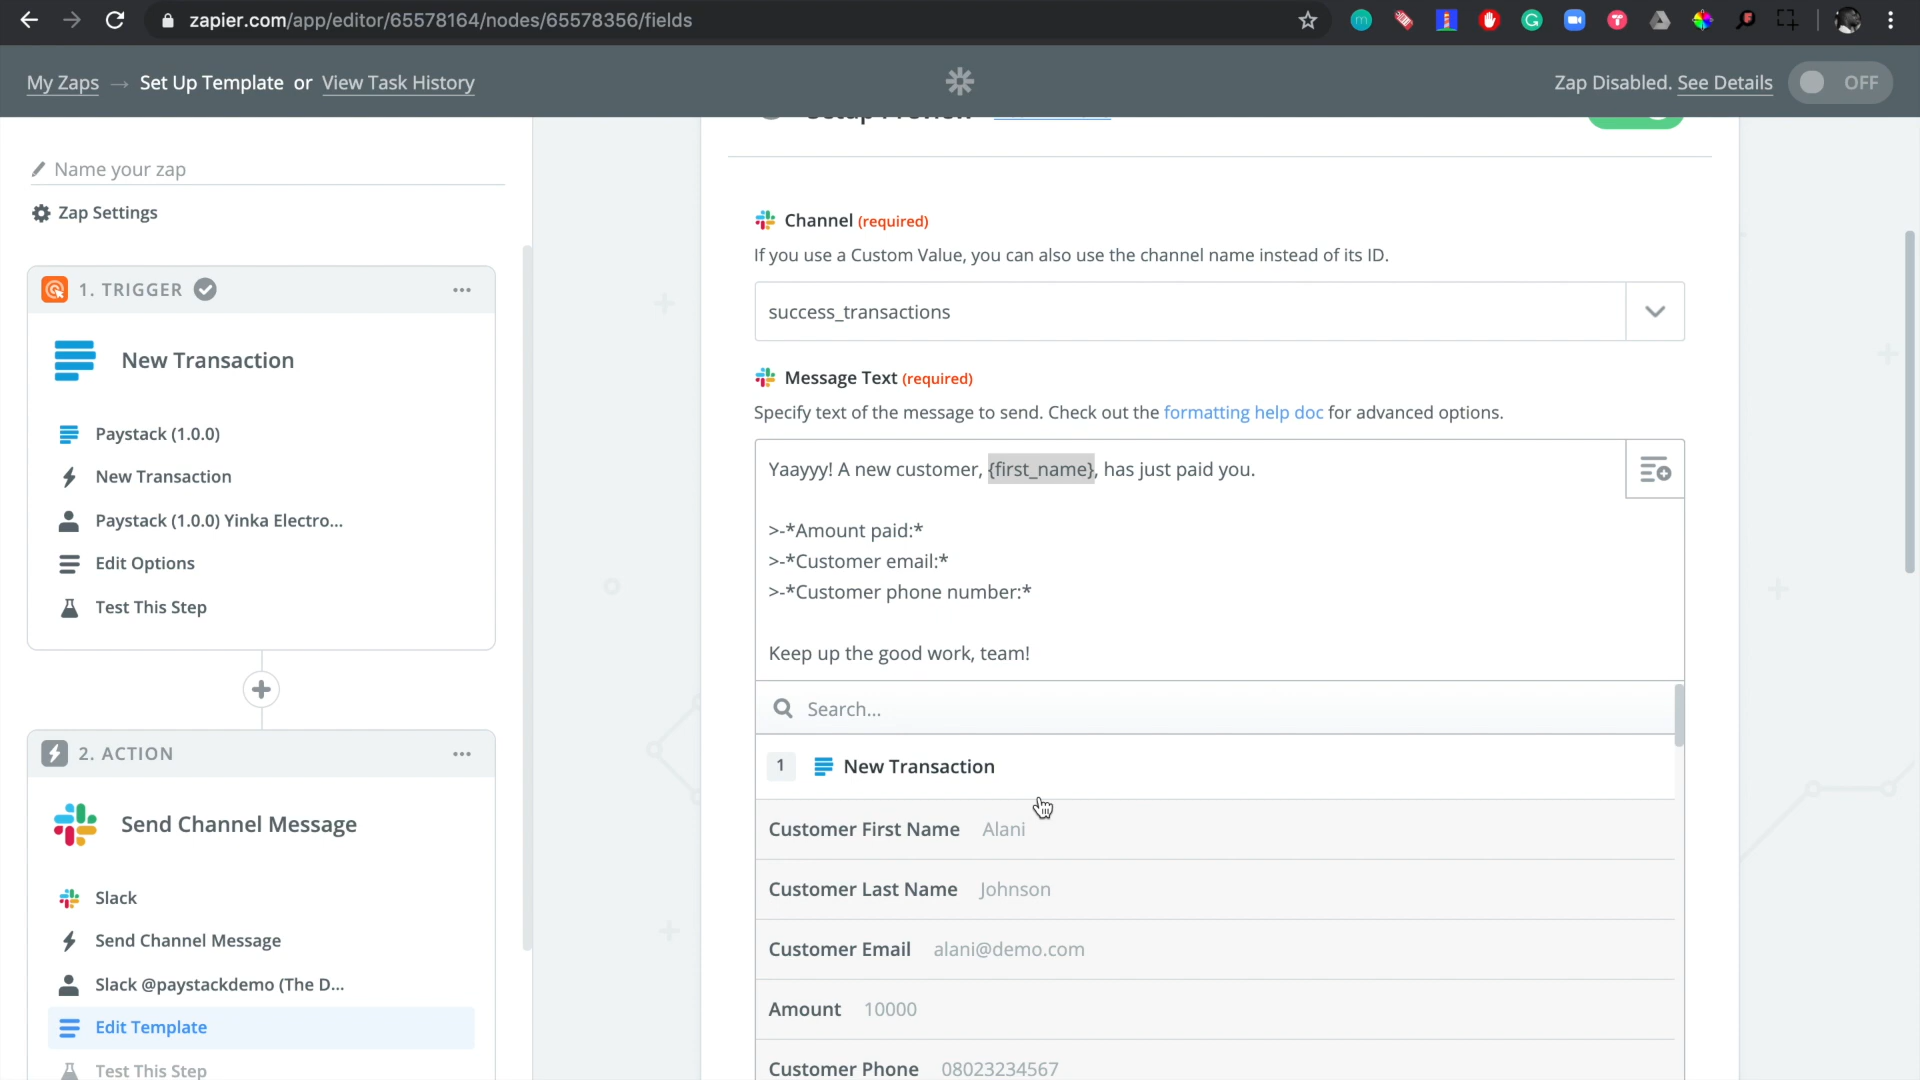 zapier.com/app/editor/65578164/nodes/65578356/fields
My Zaps → Set Up Template or View Task History
Zap Disabled. See Details
OFF
Name your zap
Zap Settings
1. TRIGGER
New Transaction
Paystack (1.0.0)
New Transaction
Paystack (1.0.0) Yinka Electro...
Edit Options
Test This Step
2. ACTION
Send Channel Message
Slack
Send Channel Message
Slack @paystackdemo (The D...
Edit Template
Test This Step
Setup Preview
Channel (required)
If you use a Custom Value, you can also use the channel name instead of its ID.
success_transactions
Message Text (required)
Specify text of the message to send. Check out the formatting help doc for advanced options.
Yaayyy! A new customer, {first_name}, has just paid you.
>-*Amount paid:*
>-*Customer email:*
>-*Customer phone number:*
Keep up the good work, team!
Search...
1 New Transaction
Customer First Name Alani
Customer Last Name Johnson
Customer Email alani@demo.com
Amount 10000
Customer Phone 08023234567